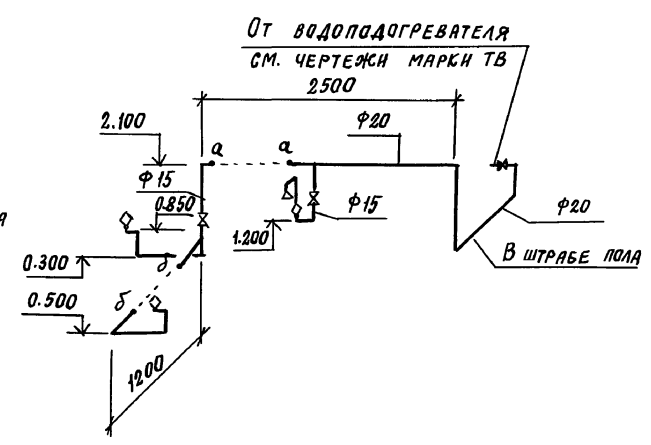 От водоподогревателя
см. чертежи марки ТВ
2500
2.100
а
а
ф20
ф15
0.850
ф15
ф20
1.200
В штрабе пола
0.300
б
0.500
б
1200